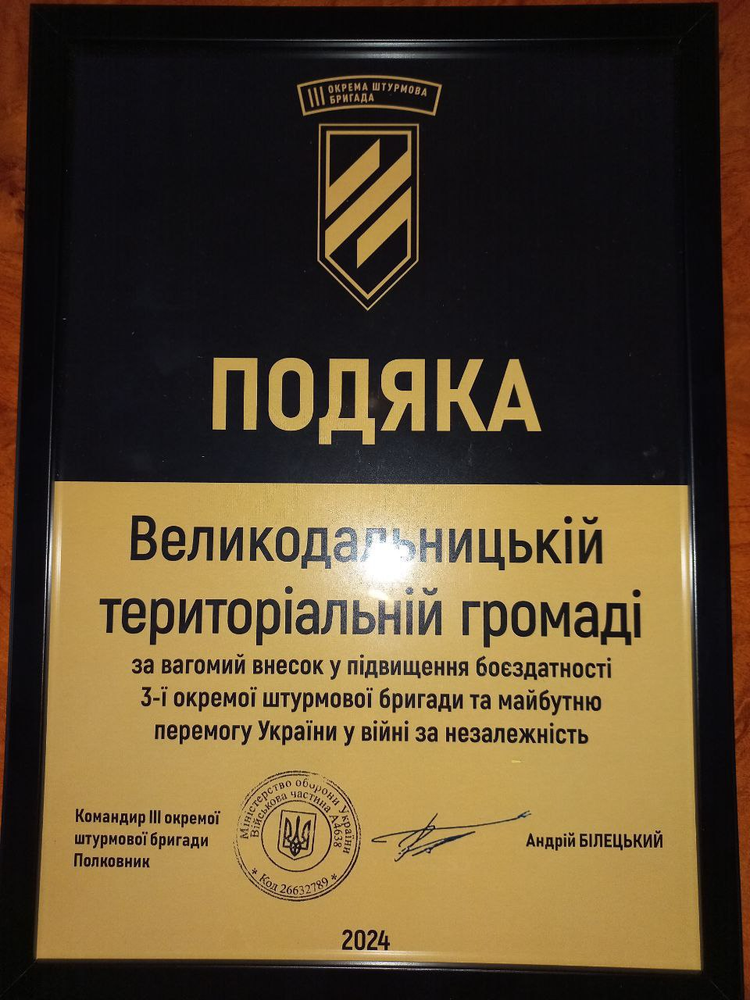 III ОКРЕМА ШТУРМОВА
БРИГАДА
ПОДЯКА
Великодальницькій
територіальній громаді
за вагомий внесок у підвищення боєздатності
3-ї окремої штурмової бригади та майбутню
перемогу України у війні за незалежність
Командир III окремої
штурмової бригади
Полковник
Міністерство оборони України
Військова частина А4638
* Код 26632789 *
Андрій БІЛЕЦЬКИЙ
2024